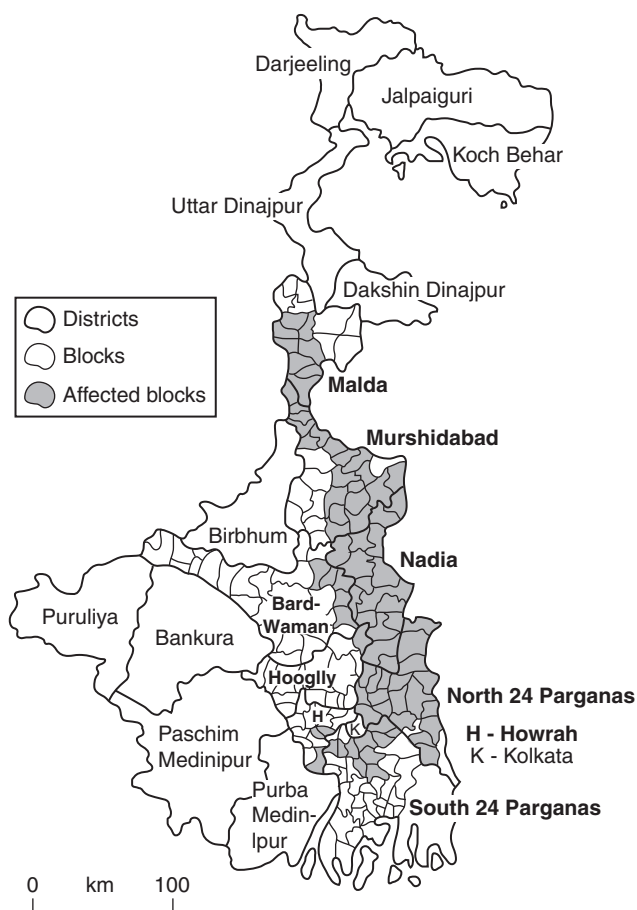 Darjeeling
Jalpaiguri
Koch Behar
Uttar Dinajpur
Dakshin Dinajpur
Districts
Blocks
Affected blocks
Malda
Murshidabad
Birbhum
Nadia
Puruliya
Bankura
Bard-
Waman
Hooglly
North 24 Parganas
H
K
H - Howrah
K - Kolkata
Paschim
Medinipur
Purba
Medin-
Ipur
South 24 Parganas
0 km 100